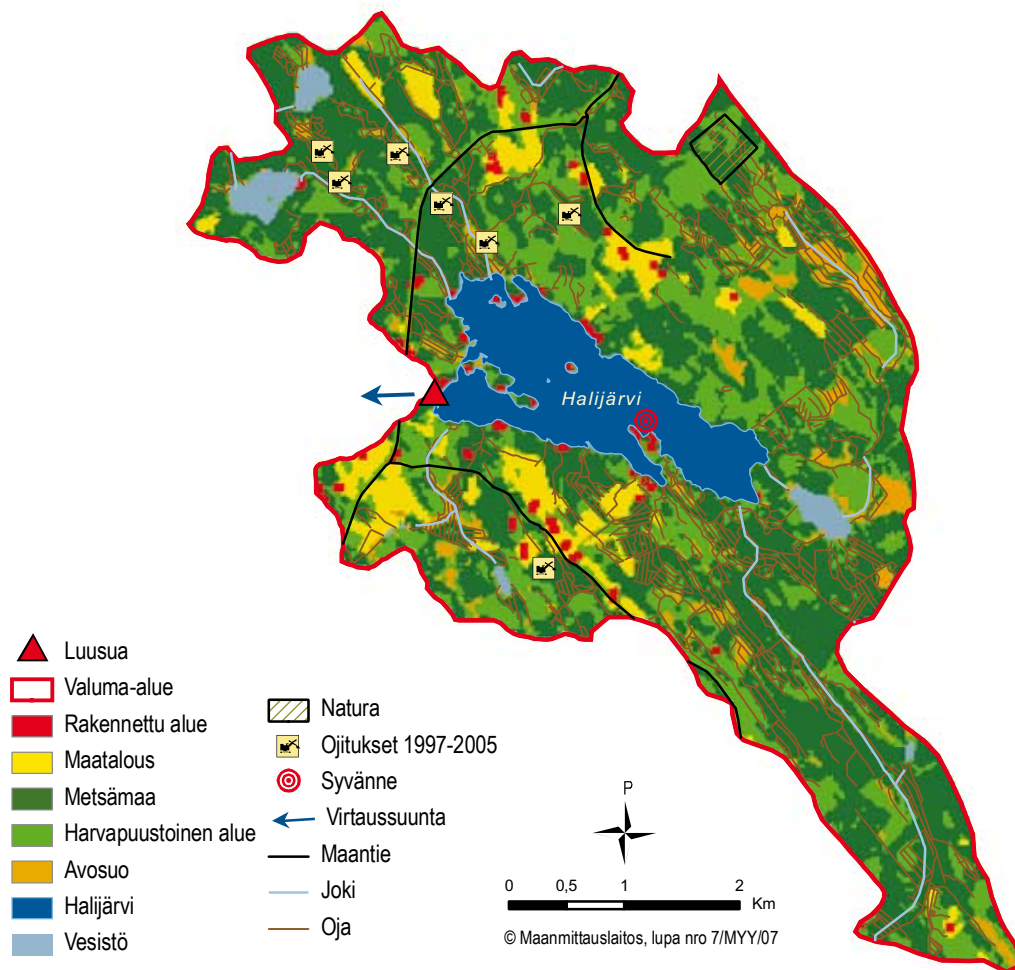 Halijärvi
Luusua
Valuma-alue
Rakennettu alue
Maatalous
Metsämaa
Harvapuustoinen alue
Avosuo
Halijärvi
Vesistö
Natura
Ojitukset 1997-2005
Syvänne
Virtaussuunta
Maantie
Joki
Oja
P
0 0,5 1 2
Km
© Maanmittauslaitos, lupa nro 7/MYY/07